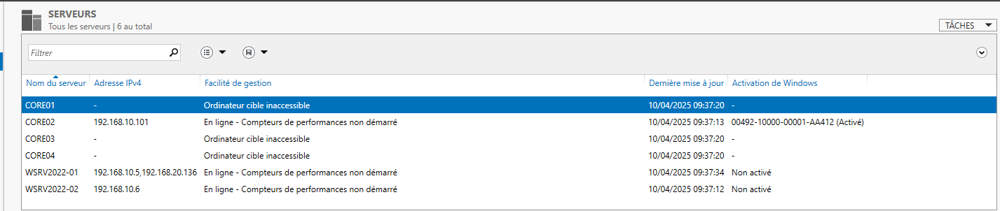 SERVEURS
Tous les serveurs | 6 au total
TÂCHES
Filtrer
Nom du serveur Adresse IPv4 Facilité de gestion Dernière mise à jour Activation de Windows
CORE01 - Ordinateur cible inaccessible 10/04/2025 09:37:20 -
CORE02 192.168.10.101 En ligne - Compteurs de performances non démarré 10/04/2025 09:37:13 00492-10000-00001-AA412 (Activé)
CORE03 - Ordinateur cible inaccessible 10/04/2025 09:37:20 -
CORE04 - Ordinateur cible inaccessible 10/04/2025 09:37:20 -
WSRV2022-01 192.168.10.5,192.168.20.136 En ligne - Compteurs de performances non démarré 10/04/2025 09:37:34 Non activé
WSRV2022-02 192.168.10.6 En ligne - Compteurs de performances non démarré 10/04/2025 09:37:12 Non activé